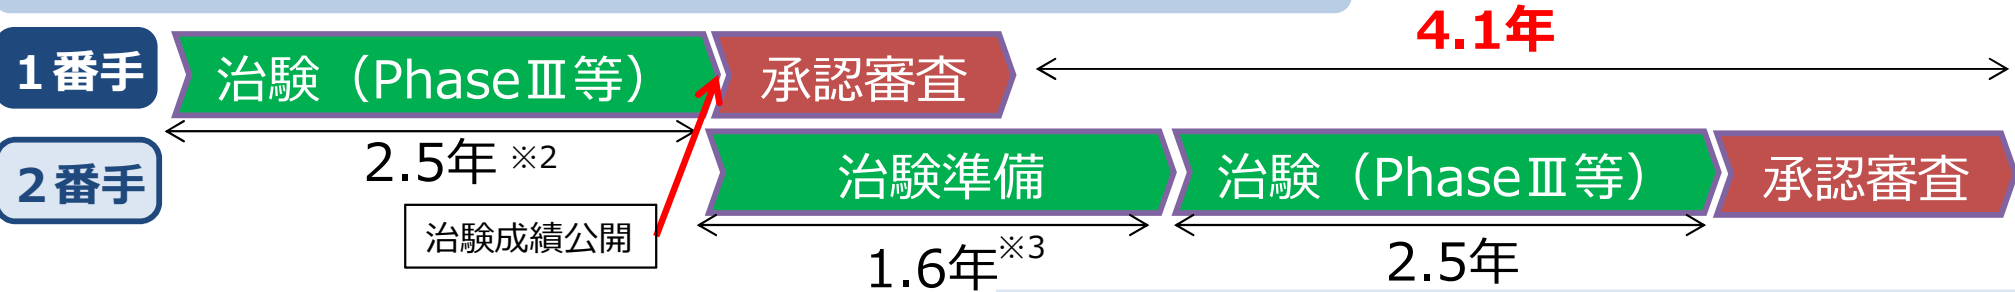 4.1年
1番手
治験（PhaseⅢ等）
承認審査
2.5年 ※2
2番手
治験準備
治験（PhaseⅢ等）
承認審査
治験成績公開
1.6年※3
2.5年